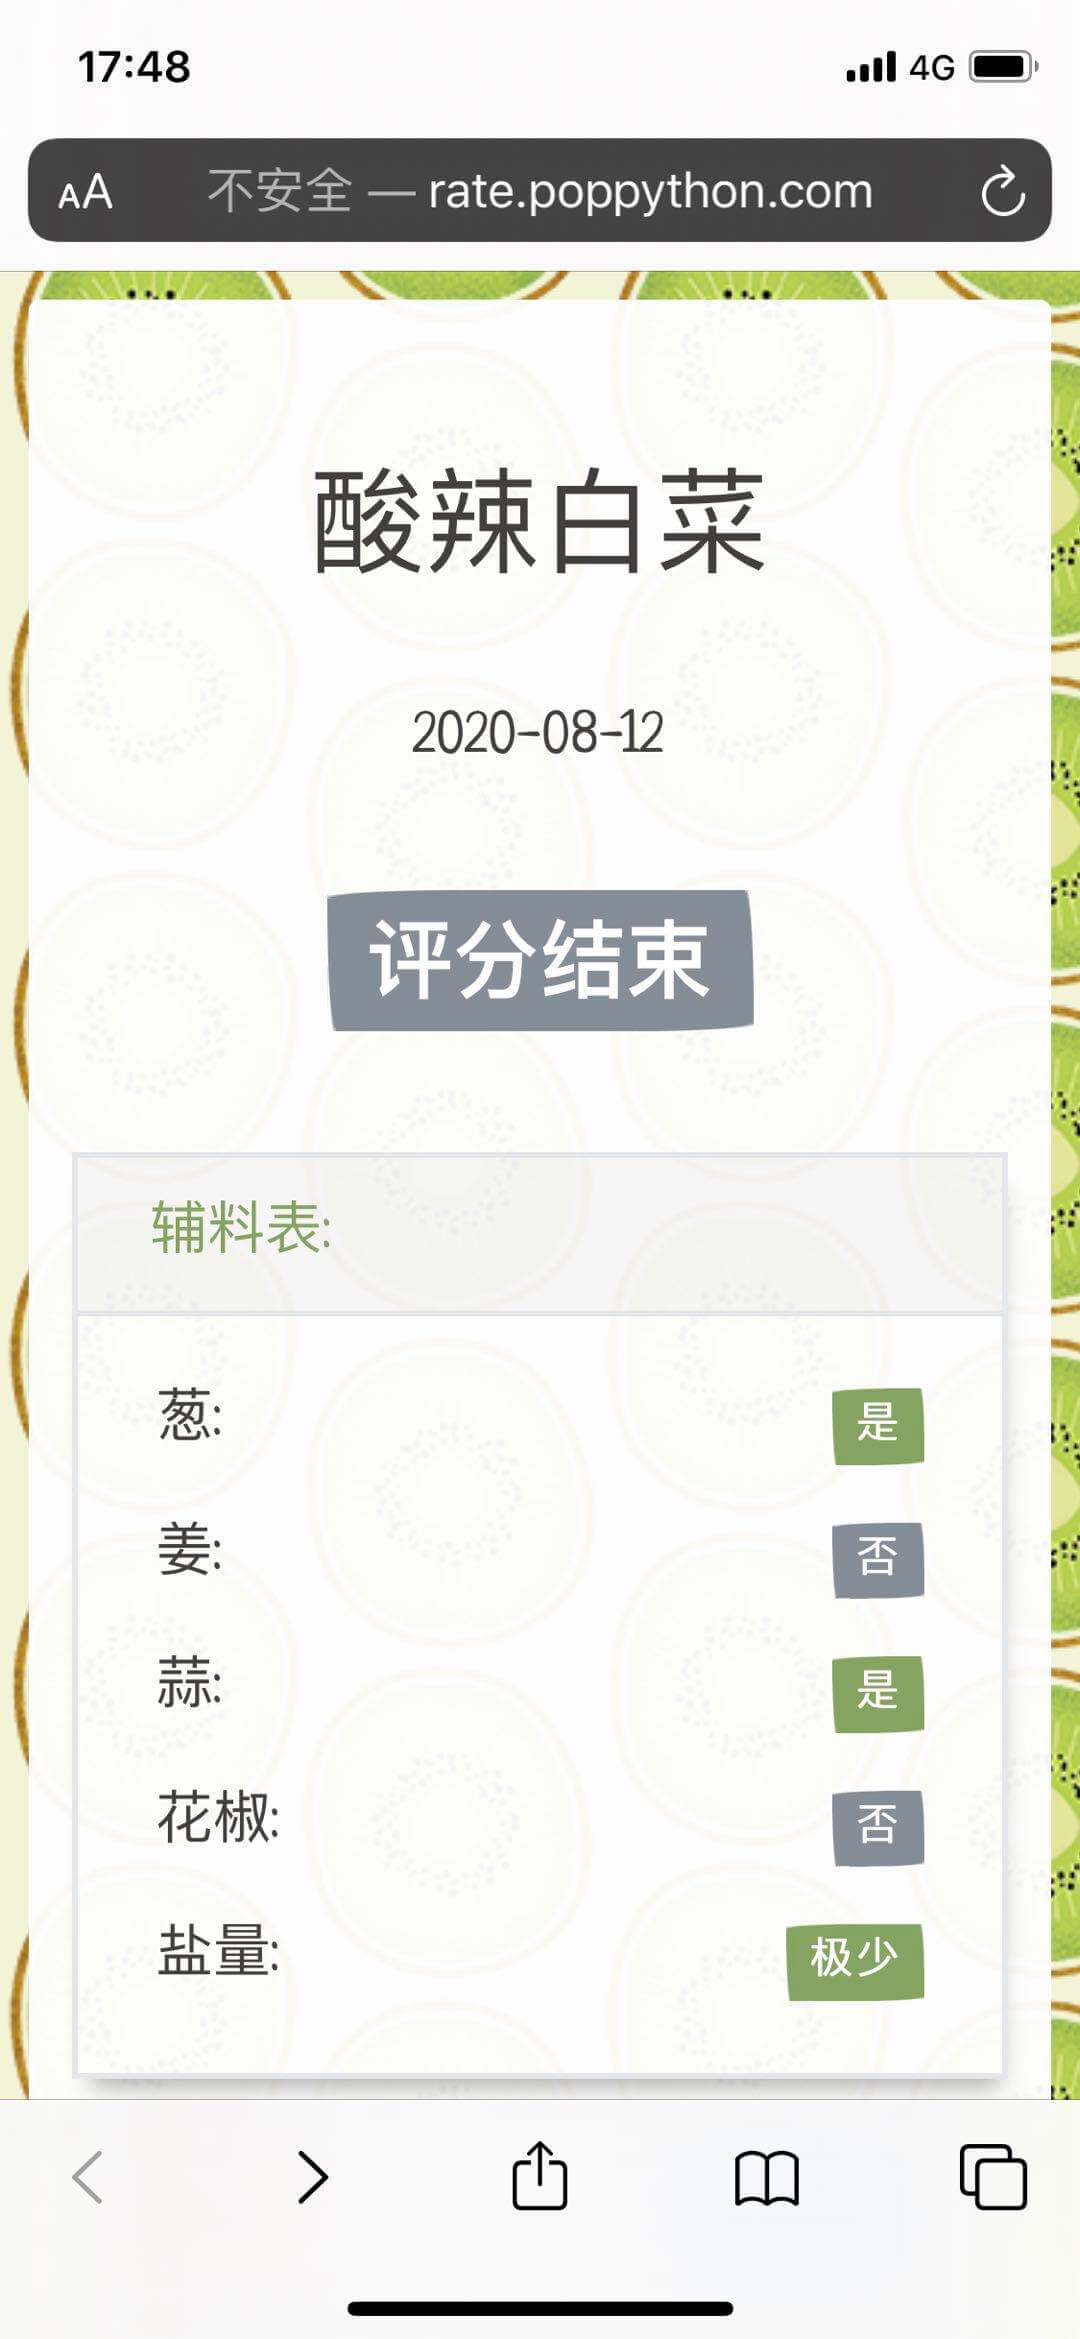 17:48 4G
AA 不安全 — rate.poppython.com
酸辣白菜
2020-08-12
评分结束
辅料表:
葱: 是
姜: 否
蒜: 是
花椒: 否
盐量: 极少